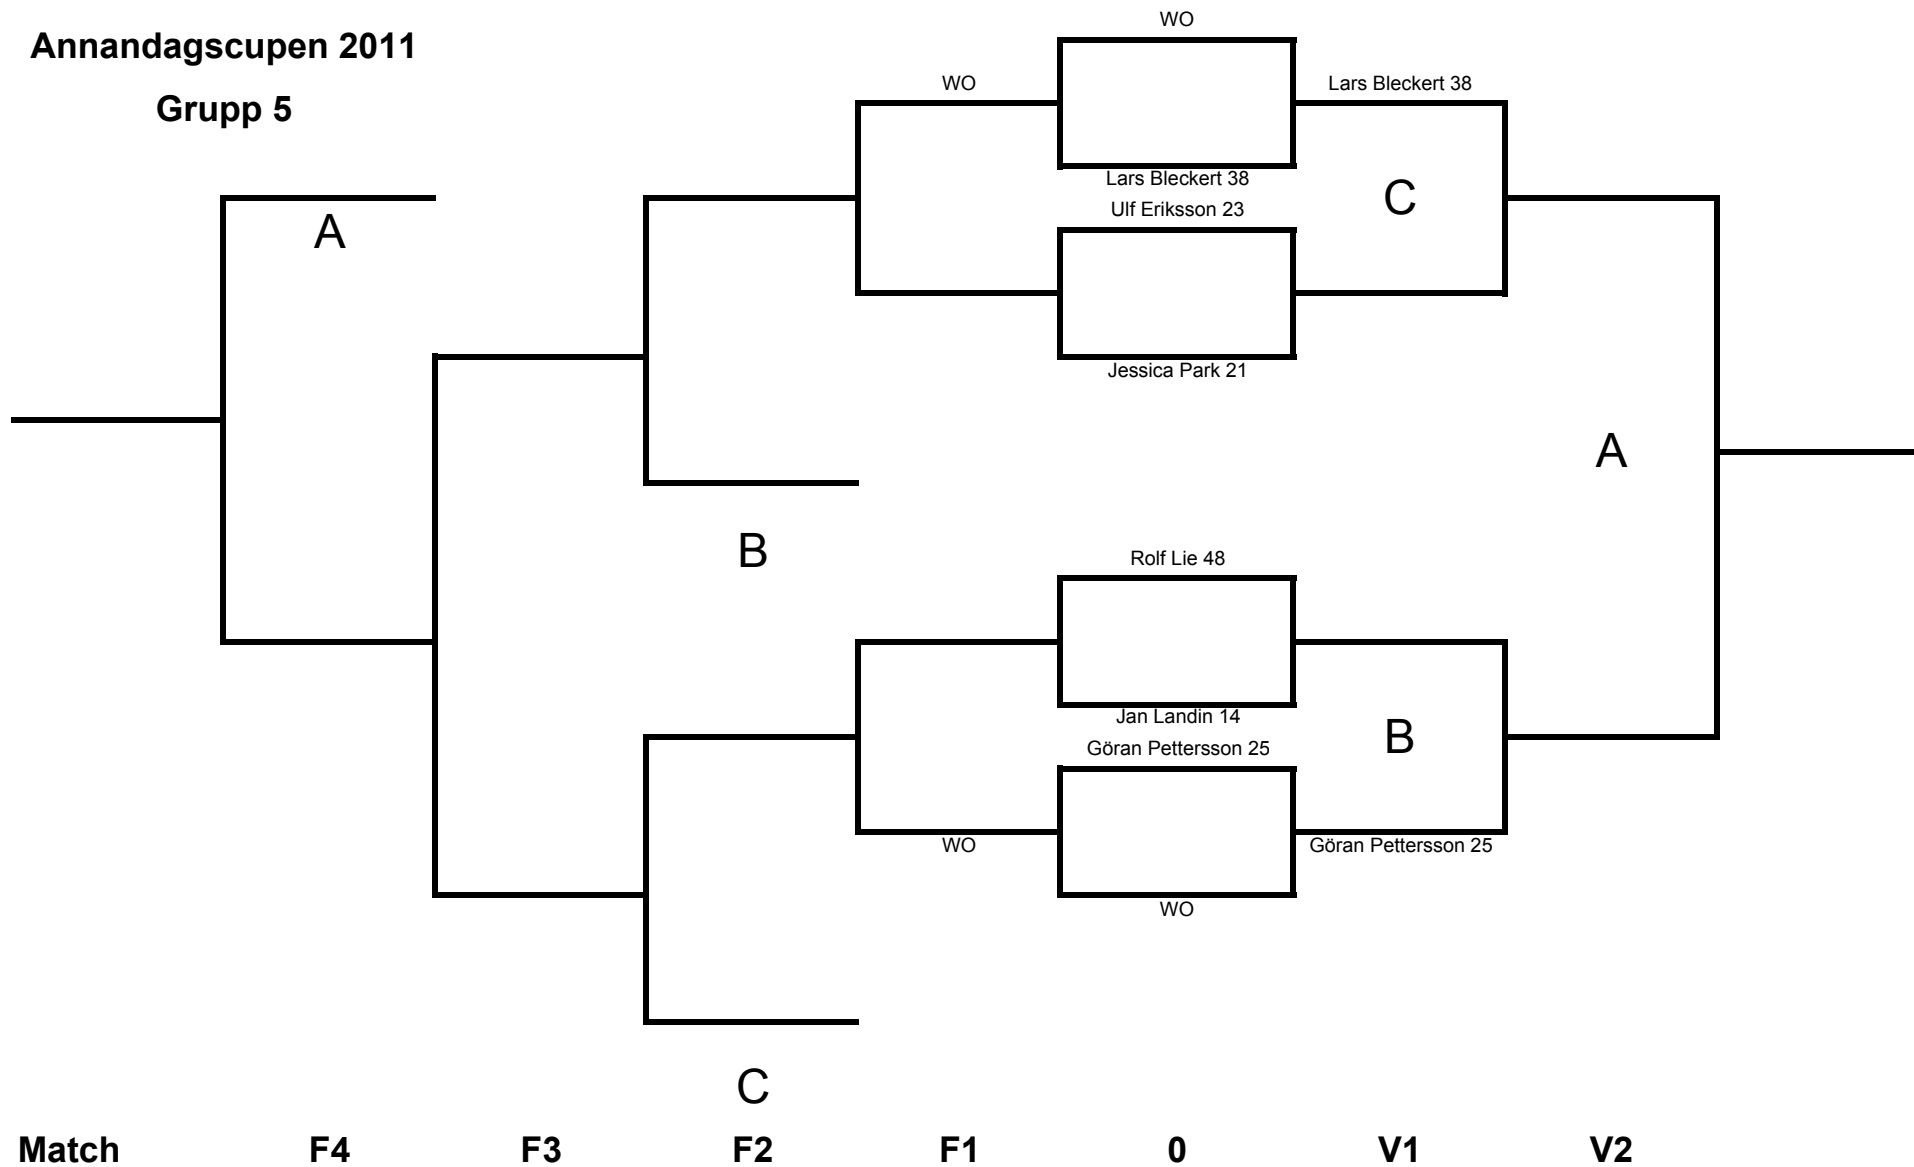 Annandagscupen 2011
Grupp 5
WO
WO
Lars Bleckert 38
Lars Bleckert 38
C
Ulf Eriksson 23
A
Jessica Park 21
A
B
Rolf Lie 48
Jan Landin 14
B
Göran Pettersson 25
WO
Göran Pettersson 25
WO
C
Match F4 F3 F2 F1 0 V1 V2